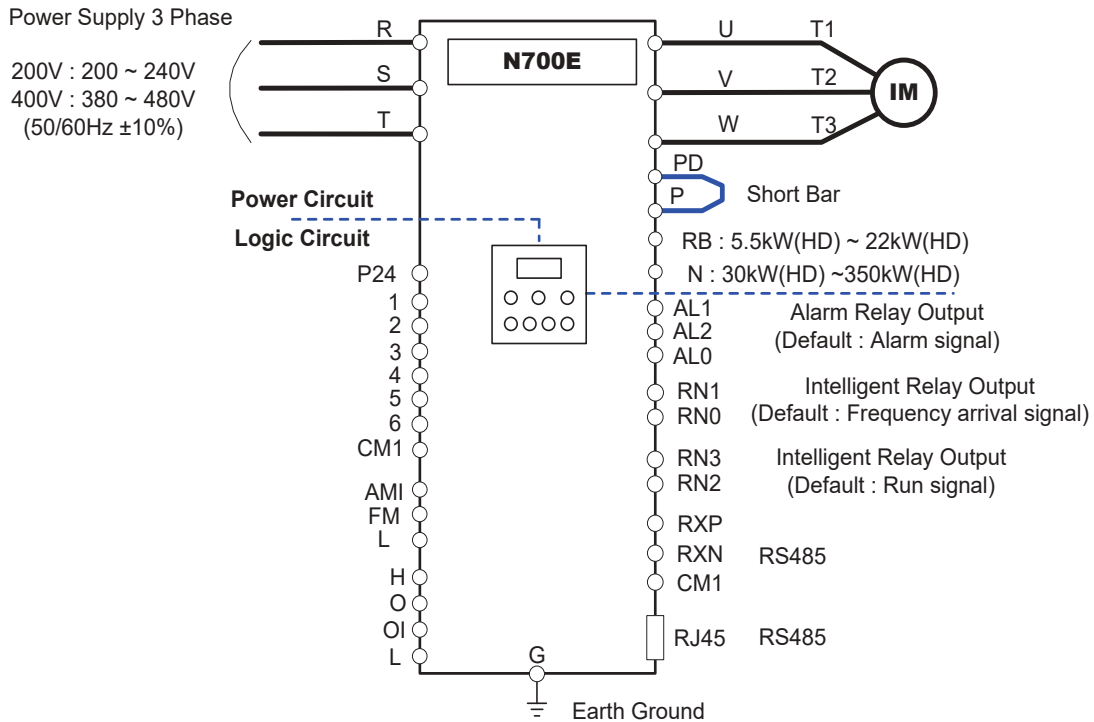 Power Supply 3 Phase
200V : 200 ~ 240V
400V : 380 ~ 480V
(50/60Hz ±10%)
R
S
T
N700E
U
T1
V
T2
W
T3
IM
PD
P
Short Bar
RB : 5.5kW(HD) ~ 22kW(HD)
N : 30kW(HD) ~350kW(HD)
Power Circuit
Logic Circuit
P24
1
2
3
4
5
6
CM1
AMI
FM
L
H
O
OI
L
AL1
AL2
AL0
Alarm Relay Output
(Default : Alarm signal)
RN1
RN0
Intelligent Relay Output
(Default : Frequency arrival signal)
RN3
RN2
Intelligent Relay Output
(Default : Run signal)
RXP
RXN
CM1
RS485
RJ45
RS485
G
Earth Ground